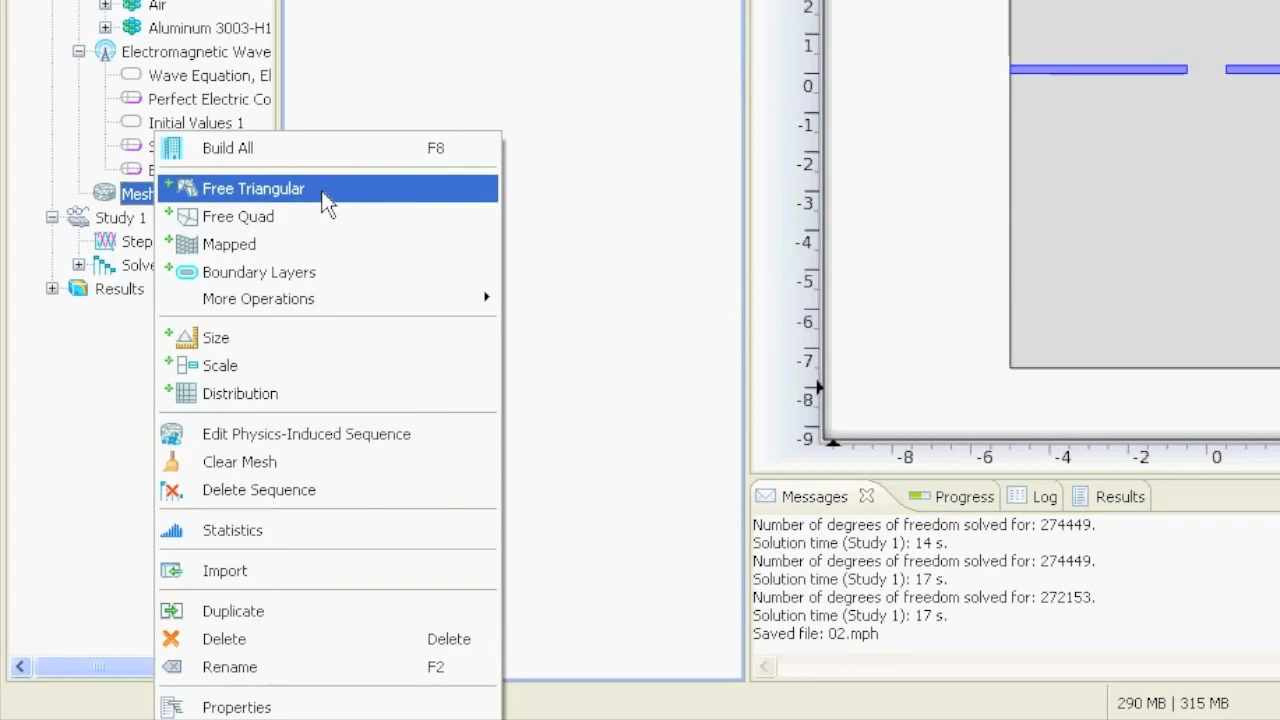 Air
Aluminum 3003-H1
Electromagnetic Wave
Wave Equation, El
Perfect Electric Co
Initial Values 1
Mesh
Study 1
Step
Solve
Results
Build All F8
Free Triangular
Free Quad
Mapped
Boundary Layers
More Operations
Size
Scale
Distribution
Edit Physics-Induced Sequence
Clear Mesh
Delete Sequence
Statistics
Import
Duplicate
Delete Delete
Rename F2
Properties
2
1
0
-1
-2
-3
-4
-5
-6
-7
-8
-9
-8 -6 -4 -2 0
Messages Progress Log Results
Number of degrees of freedom solved for: 274449.
Solution time (Study 1): 14 s.
Number of degrees of freedom solved for: 274449.
Solution time (Study 1): 17 s.
Number of degrees of freedom solved for: 272153.
Solution time (Study 1): 17 s.
Saved file: 02.mph
290 MB | 315 MB